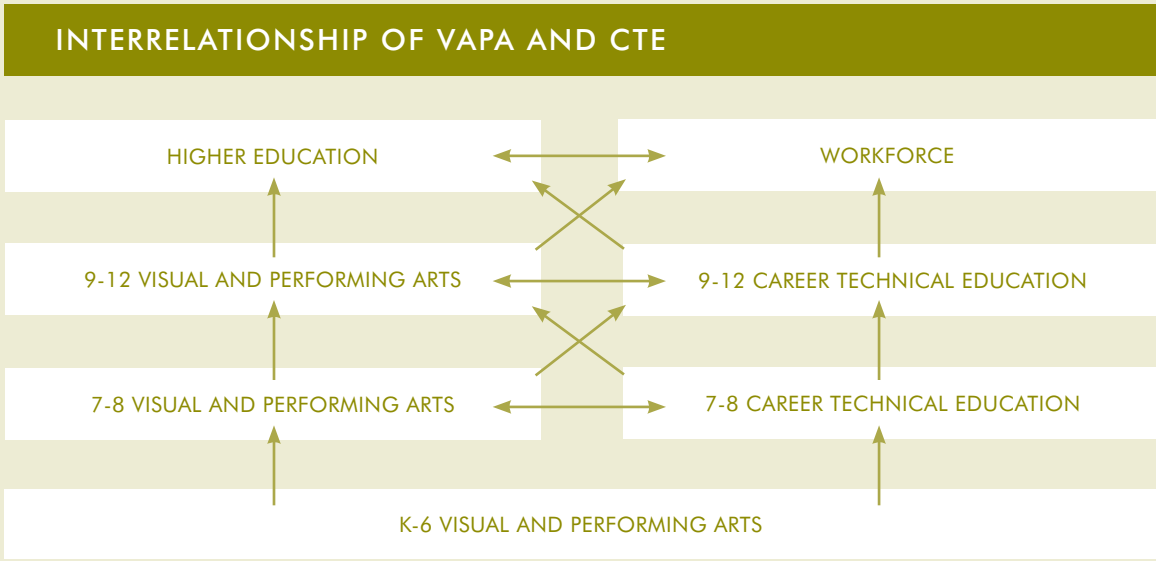 INTERRELATIONSHIP OF VAPA AND CTE
HIGHER EDUCATION
WORKFORCE
9-12 VISUAL AND PERFORMING ARTS
9-12 CAREER TECHNICAL EDUCATION
7-8 VISUAL AND PERFORMING ARTS
7-8 CAREER TECHNICAL EDUCATION
K-6 VISUAL AND PERFORMING ARTS